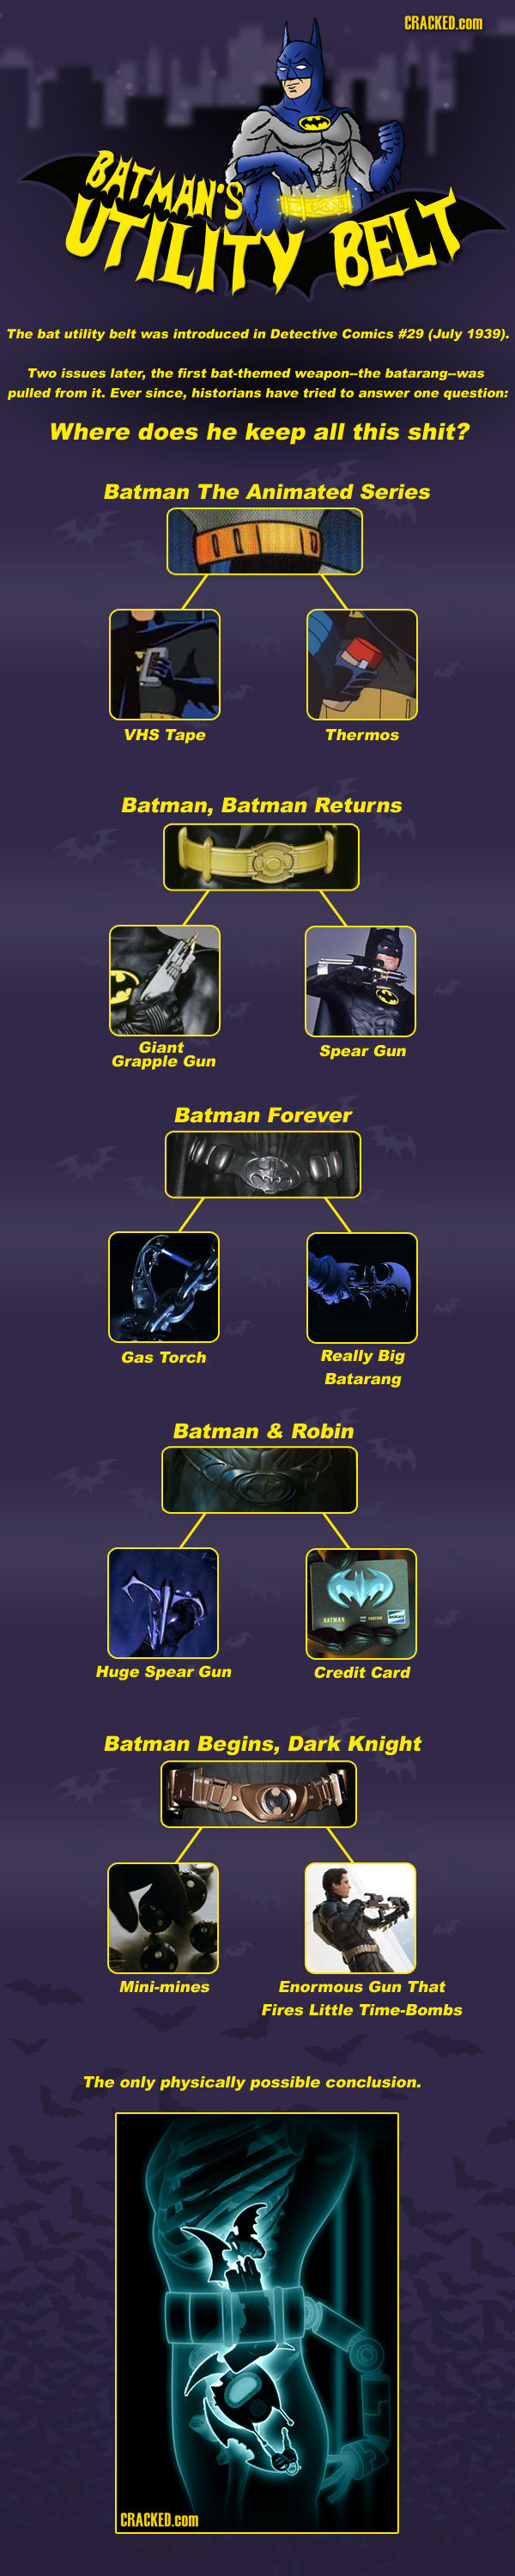 CRACKED.com
BATMAN'S
UTILITY BELT
The bat utility belt was introduced in Detective Comics #29 (July 1939).
Two issues later, the first bat-themed weapon--the batarang--was
pulled from it. Ever since, historians have tried to answer one question:
Where does he keep all this shit?
Batman The Animated Series
VHS Tape
Thermos
Batman, Batman Returns
Giant
Grapple Gun
Spear Gun
Batman Forever
Gas Torch
Really Big
Batarang
Batman & Robin
BATMAN
FOREVER
Huge Spear Gun
Credit Card
Batman Begins, Dark Knight
Mini-mines
Enormous Gun That
Fires Little Time-Bombs
The only physically possible conclusion.
CRACKED.com